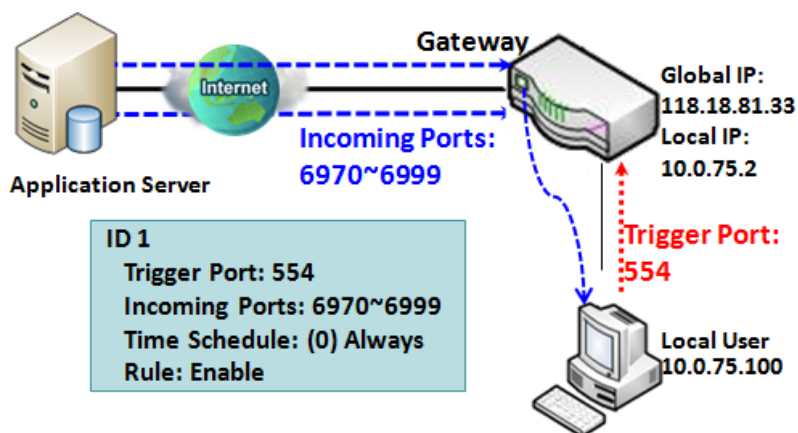 Gateway
Internet
Global IP:
118.18.81.33
Local IP:
10.0.75.2
Incoming Ports:
6970~6999
Application Server
ID 1
Trigger Port: 554
Incoming Ports: 6970~6999
Time Schedule: (0) Always
Rule: Enable
Trigger Port:
554
Local User
10.0.75.100